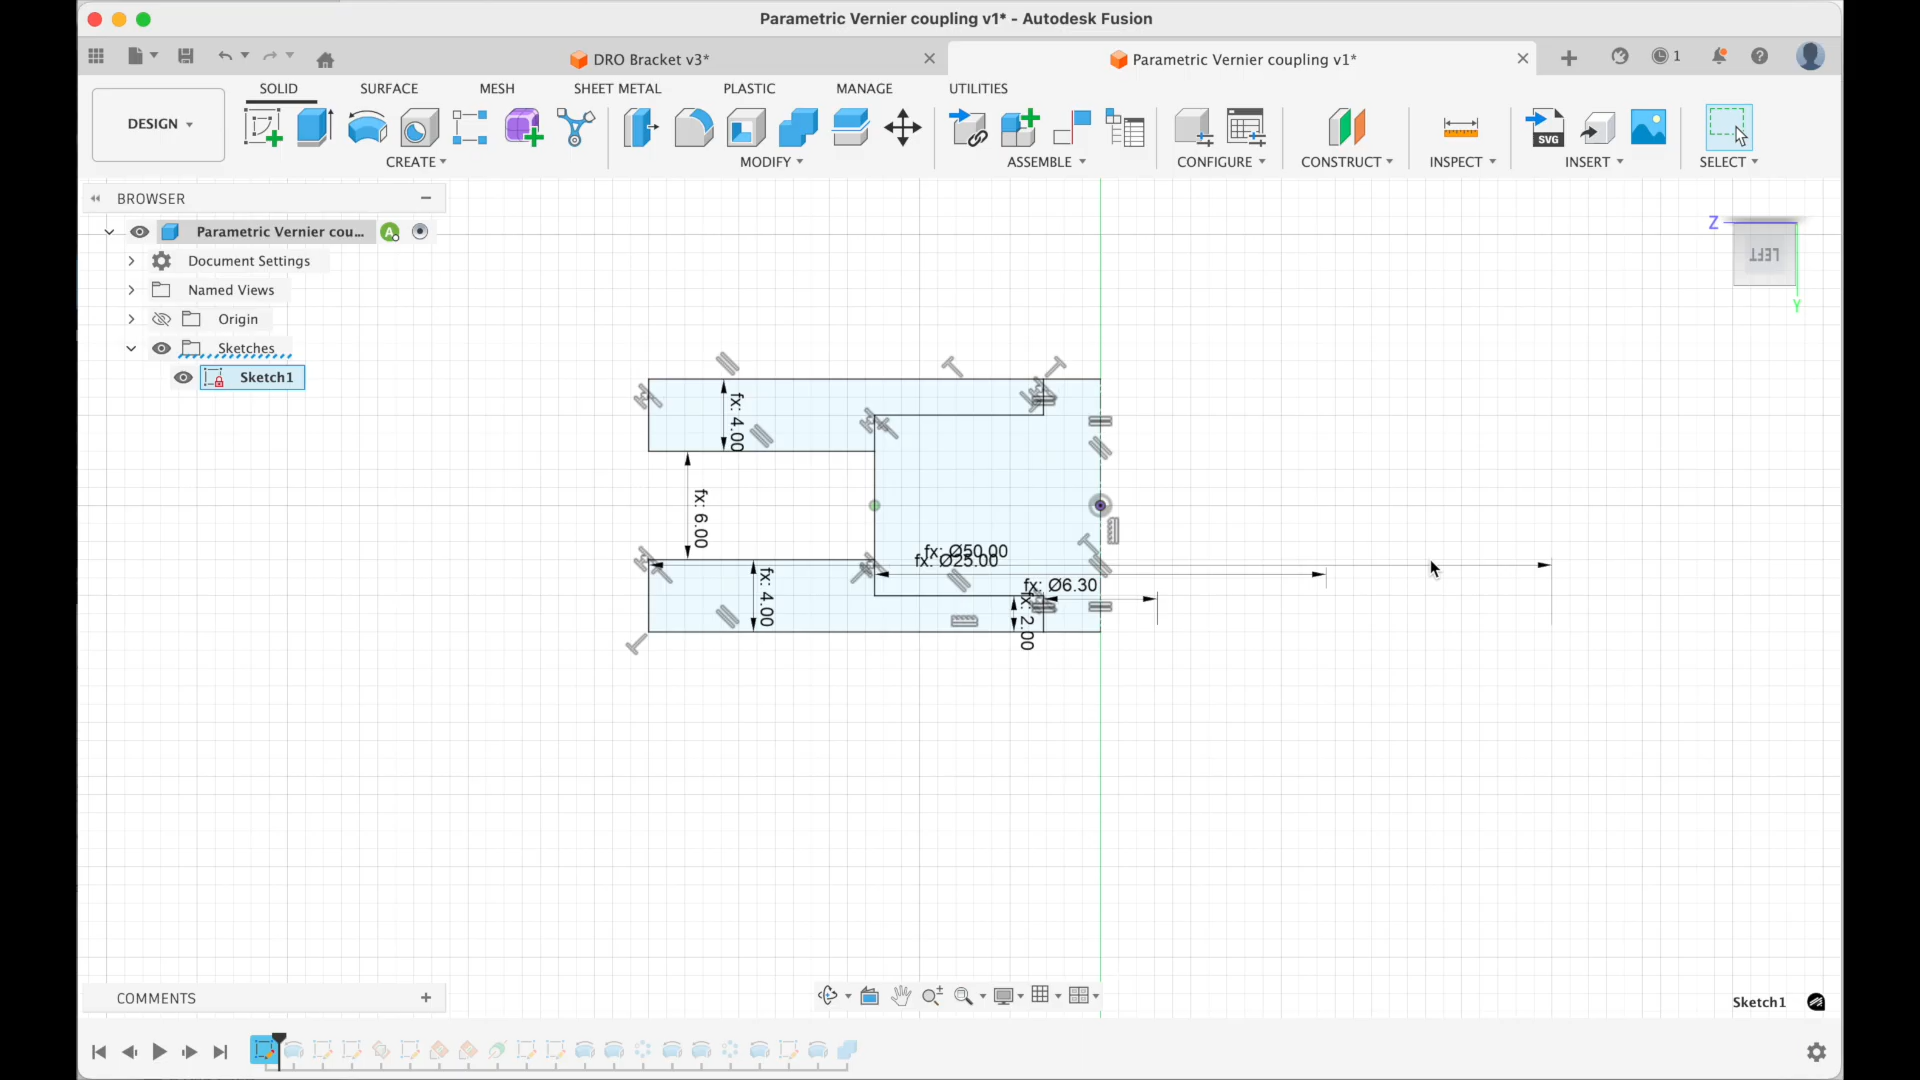 Parametric Vernier coupling v1* - Autodesk Fusion
DRO Bracket v3*
Parametric Vernier coupling v1*
1
SOLID
SURFACE
MESH
SHEET METAL
PLASTIC
MANAGE
UTILITIES
DESIGN
SVG
CREATE
MODIFY
ASSEMBLE
CONFIGURE
CONSTRUCT
INSPECT
INSERT
SELECT
BROWSER
Parametric Vernier cou...
A
Document Settings
Named Views
Origin
Sketches
Sketch1
Z
LEFT
Y
fx: 4.00
fx: 6.00
fx: Ø50.00
fx: Ø25.00
fx: Ø6.30
fx: 4.00
fx: 2.00
COMMENTS
Sketch1